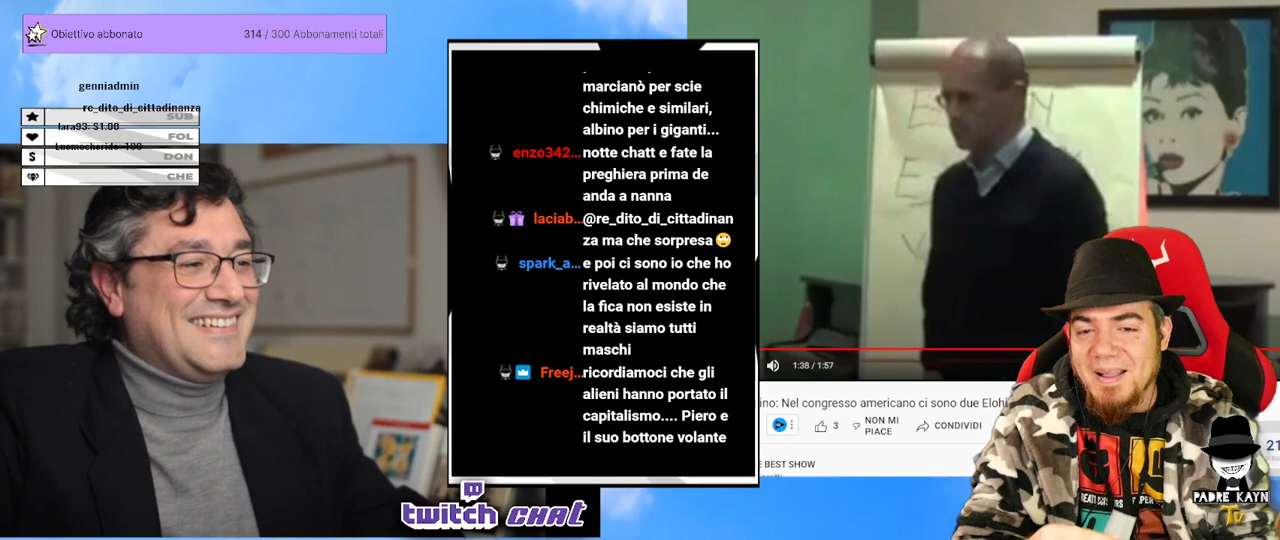 Obiettivo abbonato 314 / 300 Abbonamenti totali
genniadmin
re_dito_di_cittadinanza
SUB
lara93: $1.00
FOL
DON
CHE
marcianò per scie
chimiche e similari,
albino per i giganti...
enzo342... notte chatt e fate la
preghiera prima de
anda a nanna
laciab... @re_dito_di_cittadinan
za ma che sorpresa🙄
spark_a... e poi ci sono io che ho
rivelato al mondo che
la fica non esiste in
realtà siamo tutti
maschi
Freej... ricordiamoci che gli
alieni hanno portato il
capitalismo.... Piero e
il suo bottone volante
twitch CHAT
1:38 / 1:57
ino: Nel congresso americano ci sono due Elohi
3 NON MI PIACE CONDIVIDI
E BEST SHOW
21
PADRE KAYN
Tv